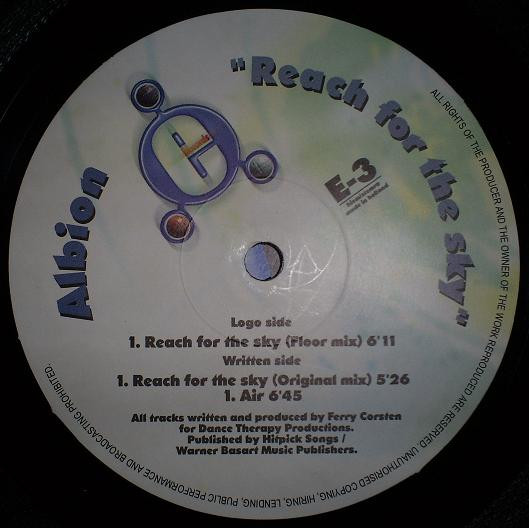 Albion
"Reach for the sky"
E-3
made in holland
Logo side
1. Reach for the sky (Floor mix) 6'11
Written side
1. Reach for the sky (Original mix) 5'26
1. Air 6'45
All tracks written and produced by Ferry Corsten
for Dance Therapy Productions.
Published by Hitpick Songs /
Warner Basart Music Publishers.
ALL RIGHTS OF THE PRODUCER AND THE OWNER OF THE WORK REPRODUCED ARE RESERVED. UNAUTHORISED COPYING, HIRING, LENDING, PUBLIC PERFORMANCE AND BROADCASTING PROHIBITED.